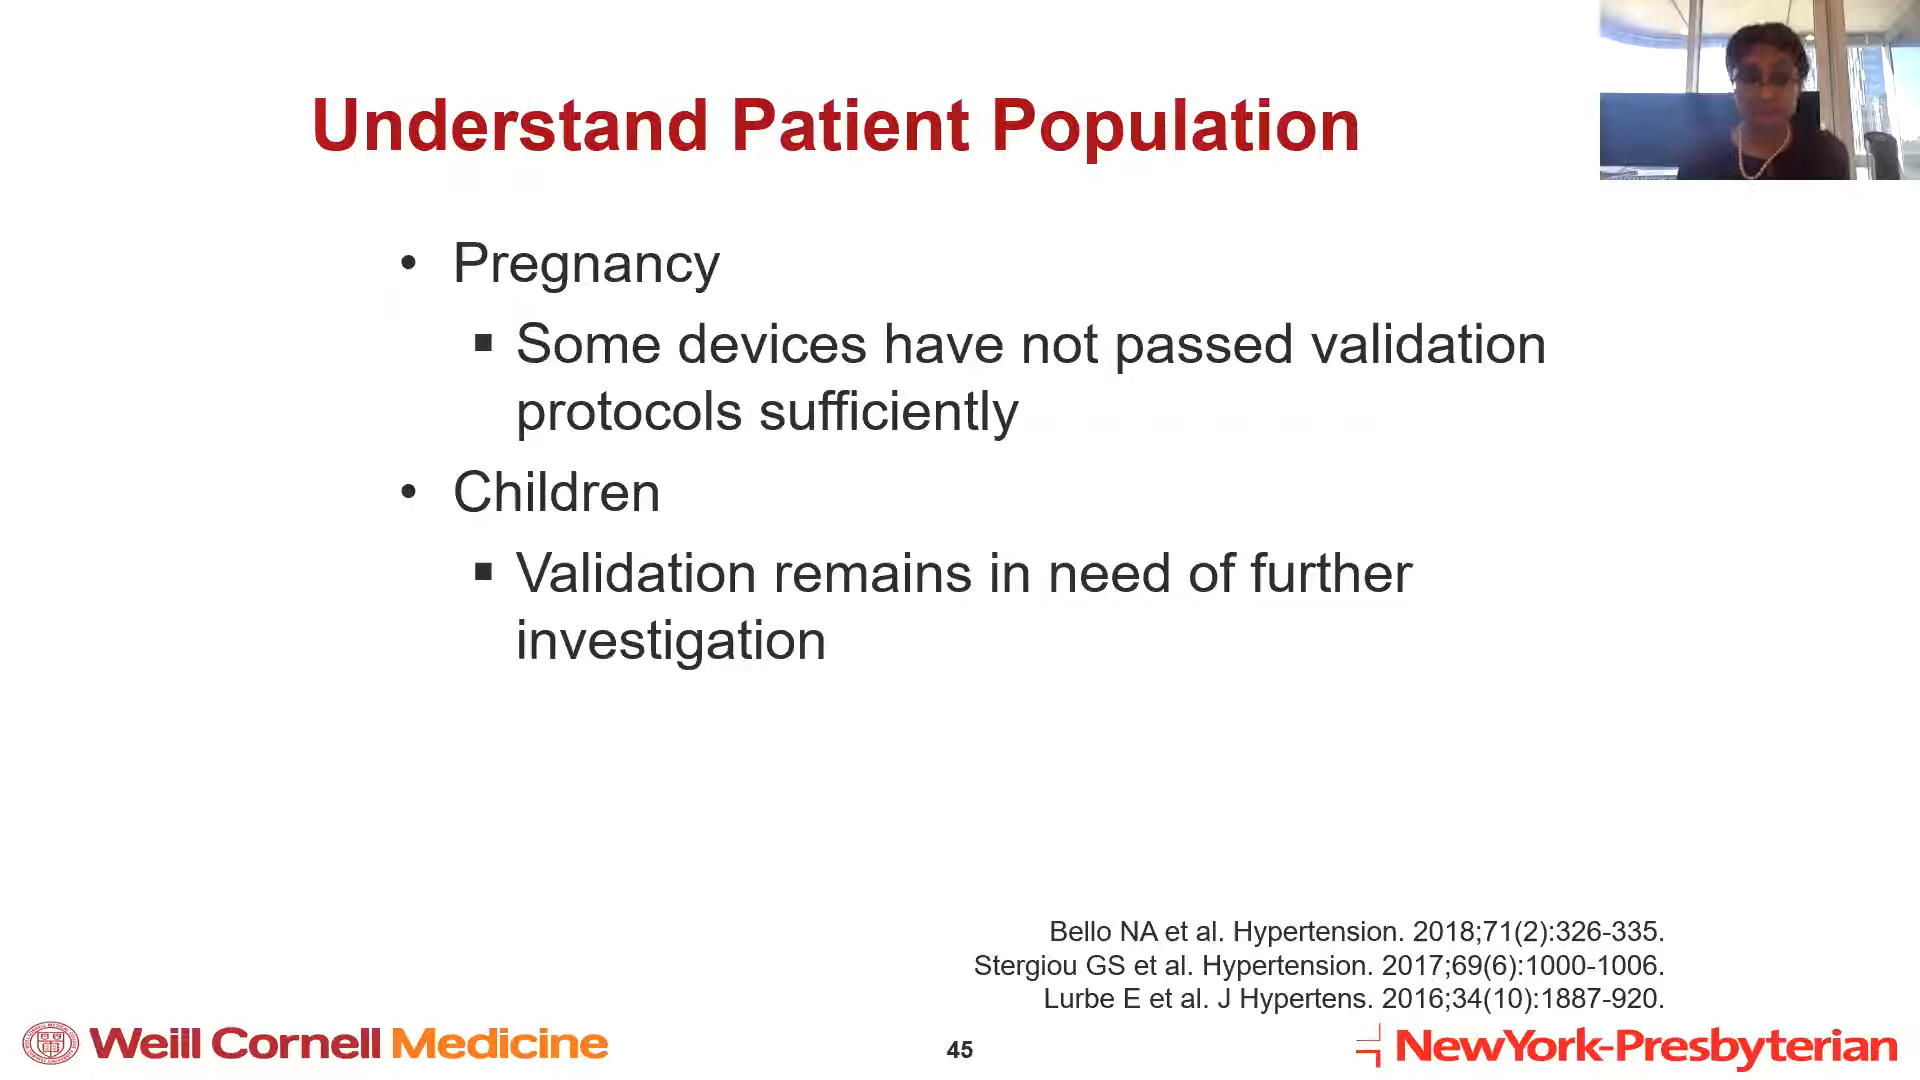 Understand Patient Population
• Pregnancy
▪ Some devices have not passed validation
protocols sufficiently
• Children
▪ Validation remains in need of further
investigation
Bello NA et al. Hypertension. 2018;71(2):326-335.
Stergiou GS et al. Hypertension. 2017;69(6):1000-1006.
Lurbe E et al. J Hypertens. 2016;34(10):1887-920.
Weill Cornell Medicine
45
NewYork-Presbyterian